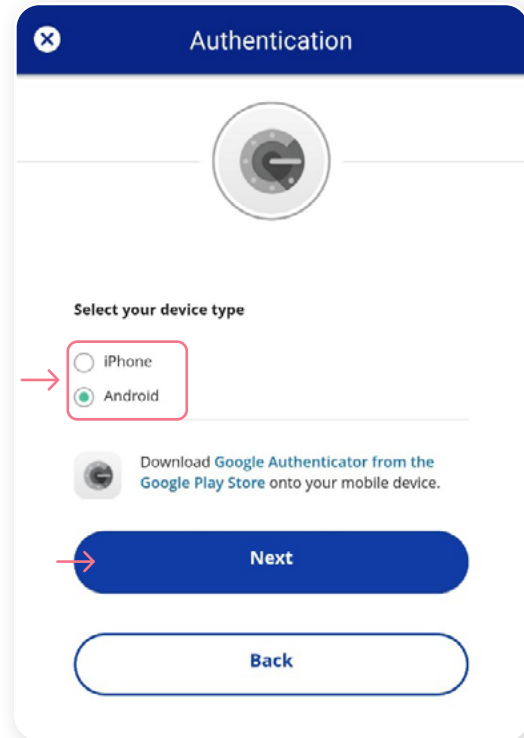 Authentication
Select your device type
iPhone
Android
Download Google Authenticator from the
Google Play Store onto your mobile device.
Next
Back